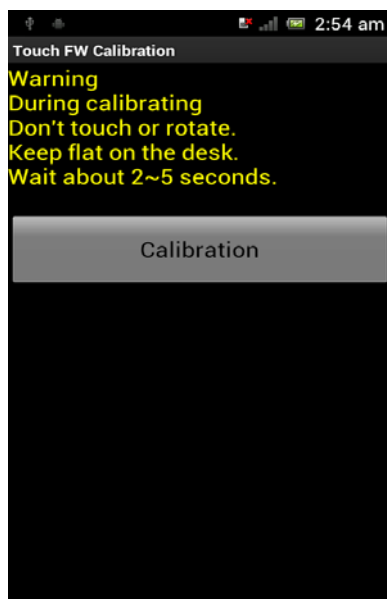 2:54 am
Touch FW Calibration
Warning
During calibrating
Don't touch or rotate.
Keep flat on the desk.
Wait about 2~5 seconds.
Calibration